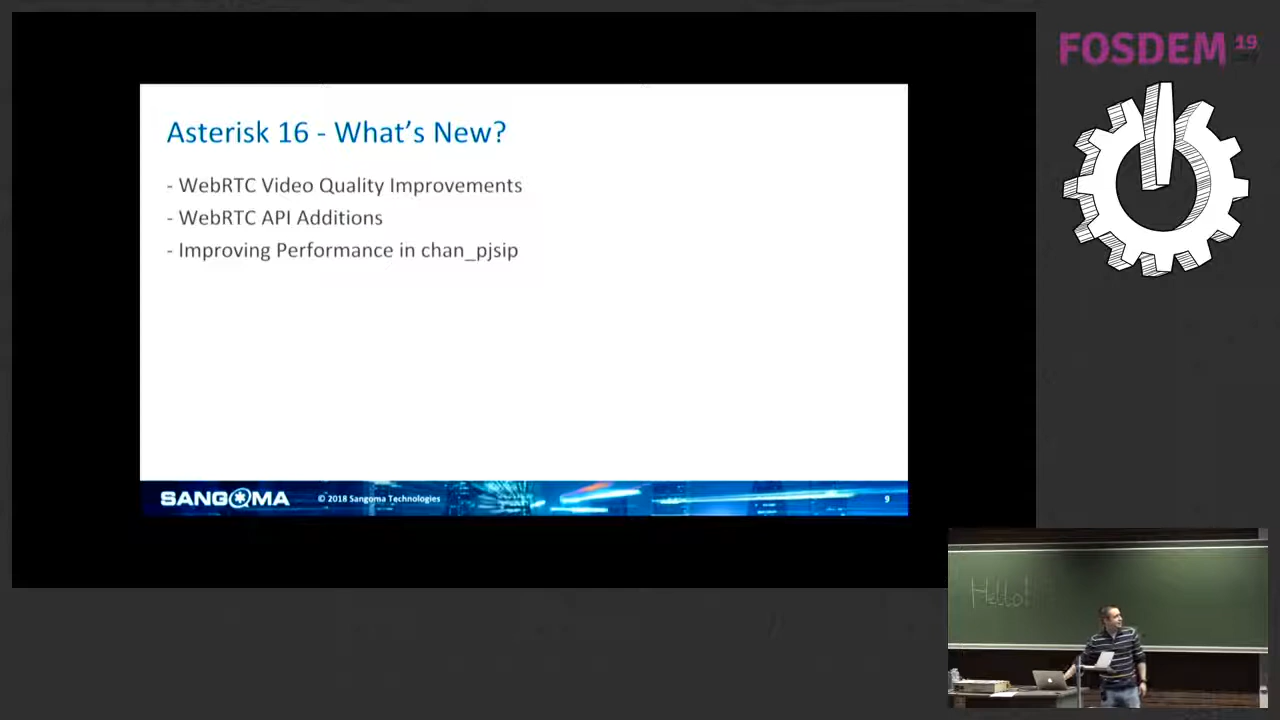 Asterisk 16 - What's New?
- WebRTC Video Quality Improvements
- WebRTC API Additions
- Improving Performance in chan_pjsip
SANGOMA
© 2018 Sangoma Technologies
9
FOSDEM 19
Hello!